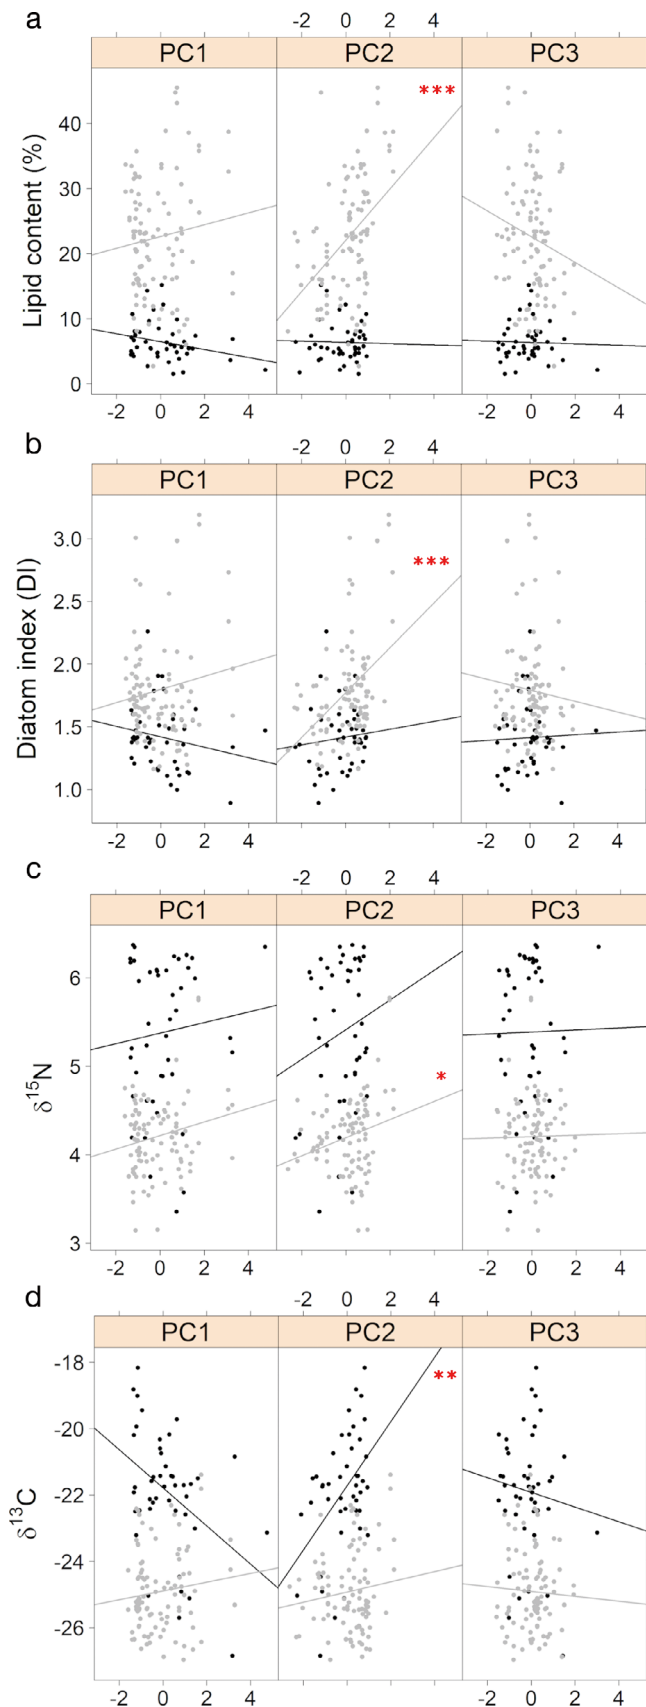 a
-2 0 2 4
PC1 PC2 PC3
Lipid content (%)
40
30
20
10
0
***
-2 0 2 4 -2 0 2 4
b
-2 0 2 4
PC1 PC2 PC3
Diatom index (DI)
3.0
2.5
2.0
1.5
1.0
***
-2 0 2 4 -2 0 2 4
c
-2 0 2 4
PC1 PC2 PC3
δ¹⁵N
6
5
4
3
*
-2 0 2 4 -2 0 2 4
d
-2 0 2 4
PC1 PC2 PC3
δ¹³C
-18
-20
-22
-24
-26
**
-2 0 2 4 -2 0 2 4